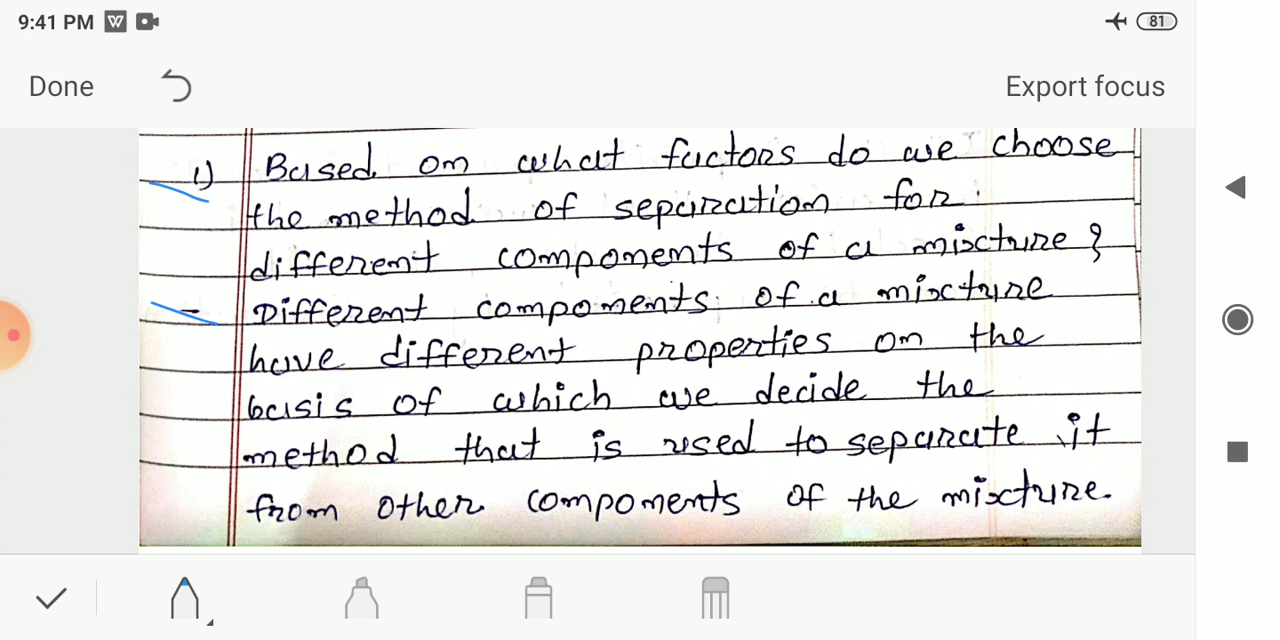 9:41 PM W 81
Done Export focus
1) Based on what factors do we choose
the method of separation for
different components of a mixture ?
- Different components of a mixture
have different properties on the
basis of which we decide the
method that is used to separate it
from other components of the mixture.